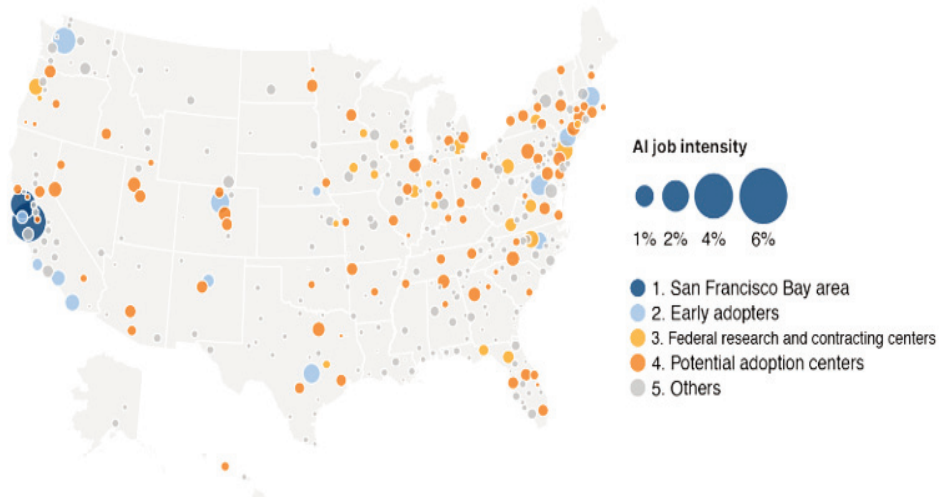 AI job intensity
1% 2% 4% 6%
1. San Francisco Bay area
2. Early adopters
3. Federal research and contracting centers
4. Potential adoption centers
5. Others